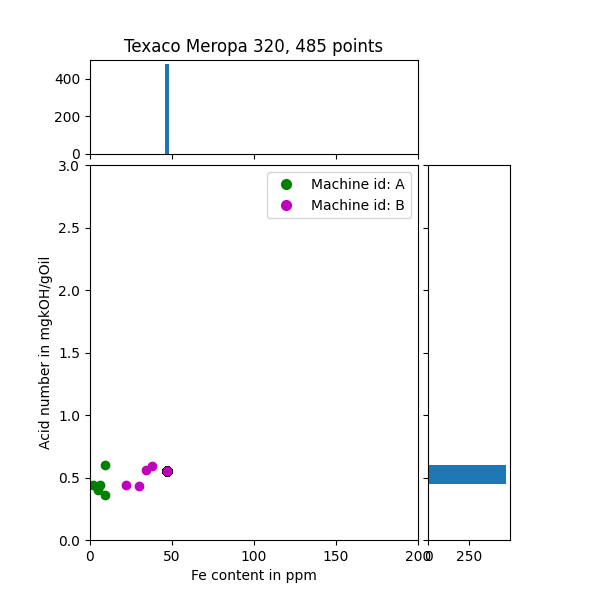 Texaco Meropa 320, 485 points
400
200
0
3.0
2.5
2.0
1.5
1.0
0.5
0.0
Acid number in mgkOH/gOil
Machine id: A
Machine id: B
0 50 100 150 200
0 250
Fe content in ppm